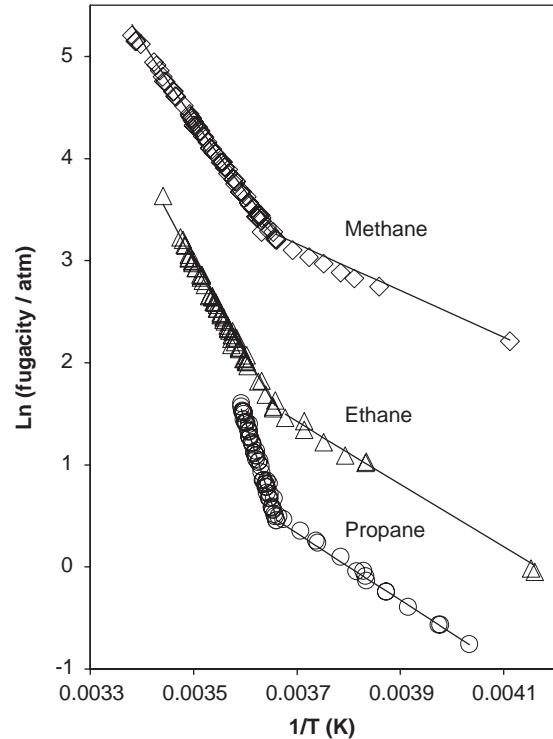 5
4
3
2
1
0
-1
Methane
Ethane
Propane
Ln (fugacity / atm)
0.0033 0.0035 0.0037 0.0039 0.0041
1/T (K)